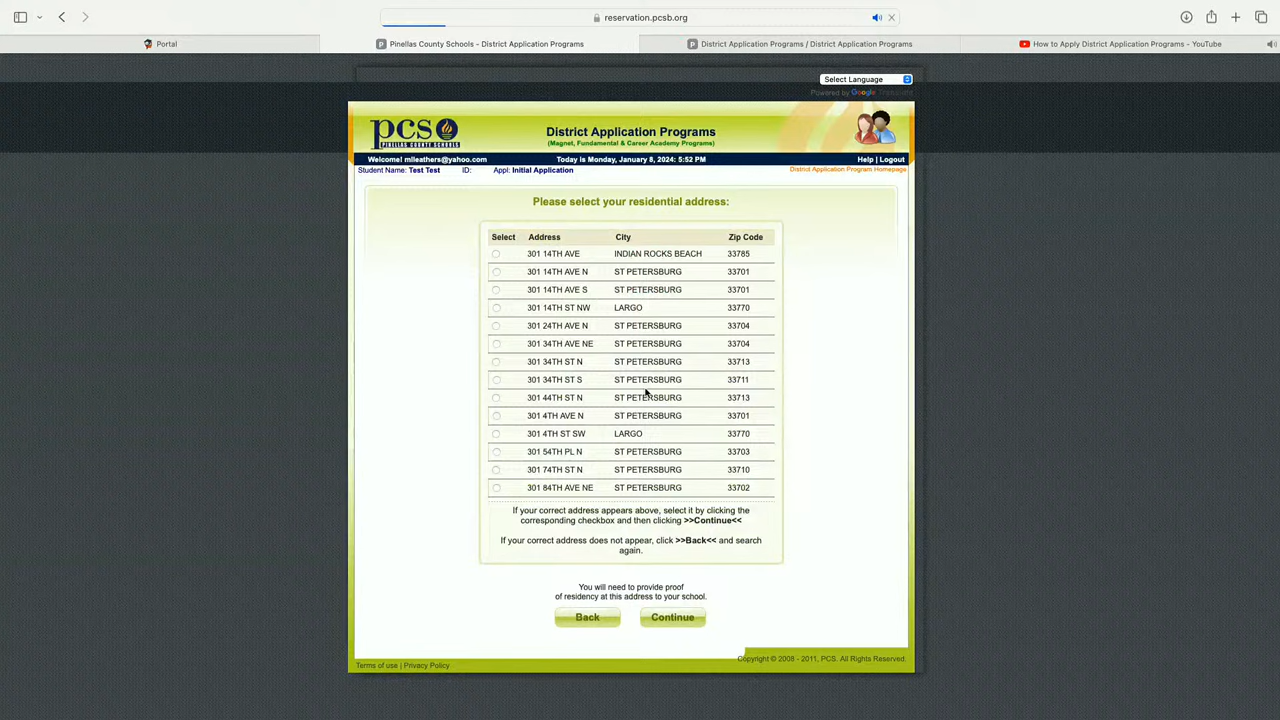 reservation.pcsb.org
Portal
Pinellas County Schools - District Application Programs
District Application Programs / District Application Programs
How to Apply District Application Programs - YouTube
Select Language
Powered by Google Translate
pcs
PINELLAS COUNTY SCHOOLS
District Application Programs
(Magnet, Fundamental & Career Academy Programs)
Welcome! mlleathers@yahoo.com Today is Monday, January 8, 2024: 5:52 PM Help | Logout
Student Name: Test Test ID: Appl: Initial Application District Application Program Homepage
Please select your residential address:
Select Address City Zip Code
301 14TH AVE INDIAN ROCKS BEACH 33785
301 14TH AVE N ST PETERSBURG 33701
301 14TH AVE S ST PETERSBURG 33701
301 14TH ST NW LARGO 33770
301 24TH AVE N ST PETERSBURG 33704
301 34TH AVE NE ST PETERSBURG 33704
301 34TH ST N ST PETERSBURG 33713
301 34TH ST S ST PETERSBURG 33711
301 44TH ST N ST PETERSBURG 33713
301 4TH AVE N ST PETERSBURG 33701
301 4TH ST SW LARGO 33770
301 54TH PL N ST PETERSBURG 33703
301 74TH ST N ST PETERSBURG 33710
301 84TH AVE NE ST PETERSBURG 33702
If your correct address appears above, select it by clicking the
corresponding checkbox and then clicking >>Continue<<
If your correct address does not appear, click >>Back<< and search
again.
You will need to provide proof
of residency at this address to your school.
Back Continue
Copyright © 2008 - 2011, PCS. All Rights Reserved.
Terms of use | Privacy Policy